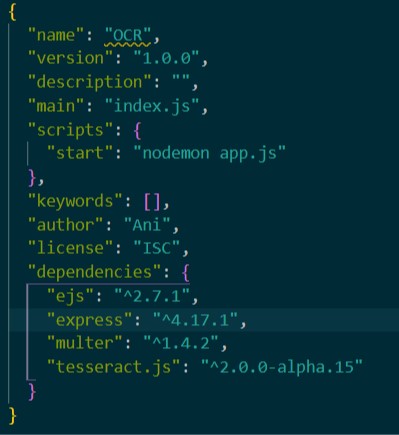 {
"name": "OCR",
"version": "1.0.0",
"description": "",
"main": "index.js",
"scripts": {
"start": "nodemon app.js"
},
"keywords": [],
"author": "Ani",
"license": "ISC",
"dependencies": {
"ejs": "^2.7.1",
"express": "^4.17.1",
"multer": "^1.4.2",
"tesseract.js": "^2.0.0-alpha.15"
}
}